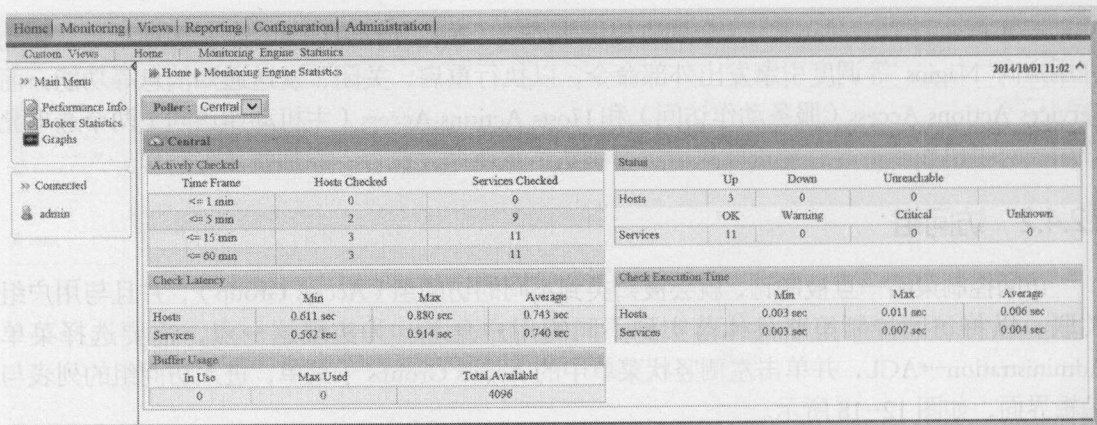 Home Monitoring Views Reporting Configuration Administration
Custom Views Home Monitoring Engine Statistics
Main Menu
Performance Info
Broker Statistics
Graphs
Connected
admin
Home Monitoring Engine Statistics 2014/10/01 11:02
Poller : Central
Central
Actively Checked
Time Frame Hosts Checked Services Checked
<= 1 min 0 0
<= 5 min 2 9
<= 15 min 3 11
<= 60 min 3 11
Status
Up Down Unreachable
Hosts 3 0 0
OK Warning Critical Unknown
Services 11 0 0 0
Check Latency
Min Max Average
Hosts 0.611 sec 0.880 sec 0.743 sec
Services 0.562 sec 0.914 sec 0.740 sec
Check Execution Time
Min Max Average
Hosts 0.003 sec 0.011 sec 0.006 sec
Services 0.003 sec 0.007 sec 0.004 sec
Buffer Usage
In Use Max Used Total Available
0 0 4096